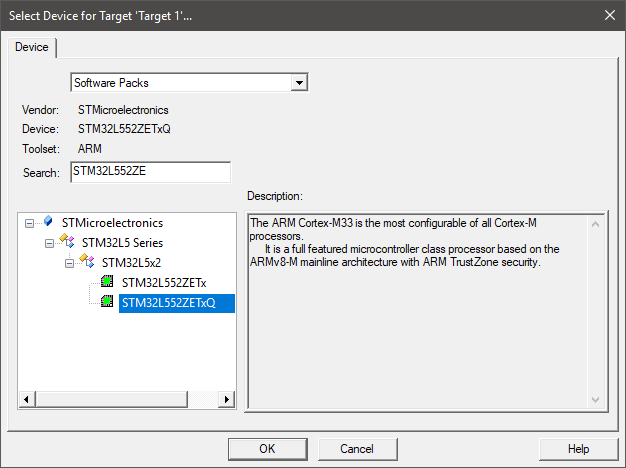 Select Device for Target 'Target 1'...
Device
Software Packs
Vendor: STMicroelectronics
Device: STM32L552ZETxQ
Toolset: ARM
Search: STM32L552ZE
Description:
STMicroelectronics
STM32L5 Series
STM32L5x2
STM32L552ZETx
STM32L552ZETxQ
The ARM Cortex-M33 is the most configurable of all Cortex-M
processors.
It is a full featured microcontroller class processor based on the
ARMv8-M mainline architecture with ARM TrustZone security.
OK
Cancel
Help